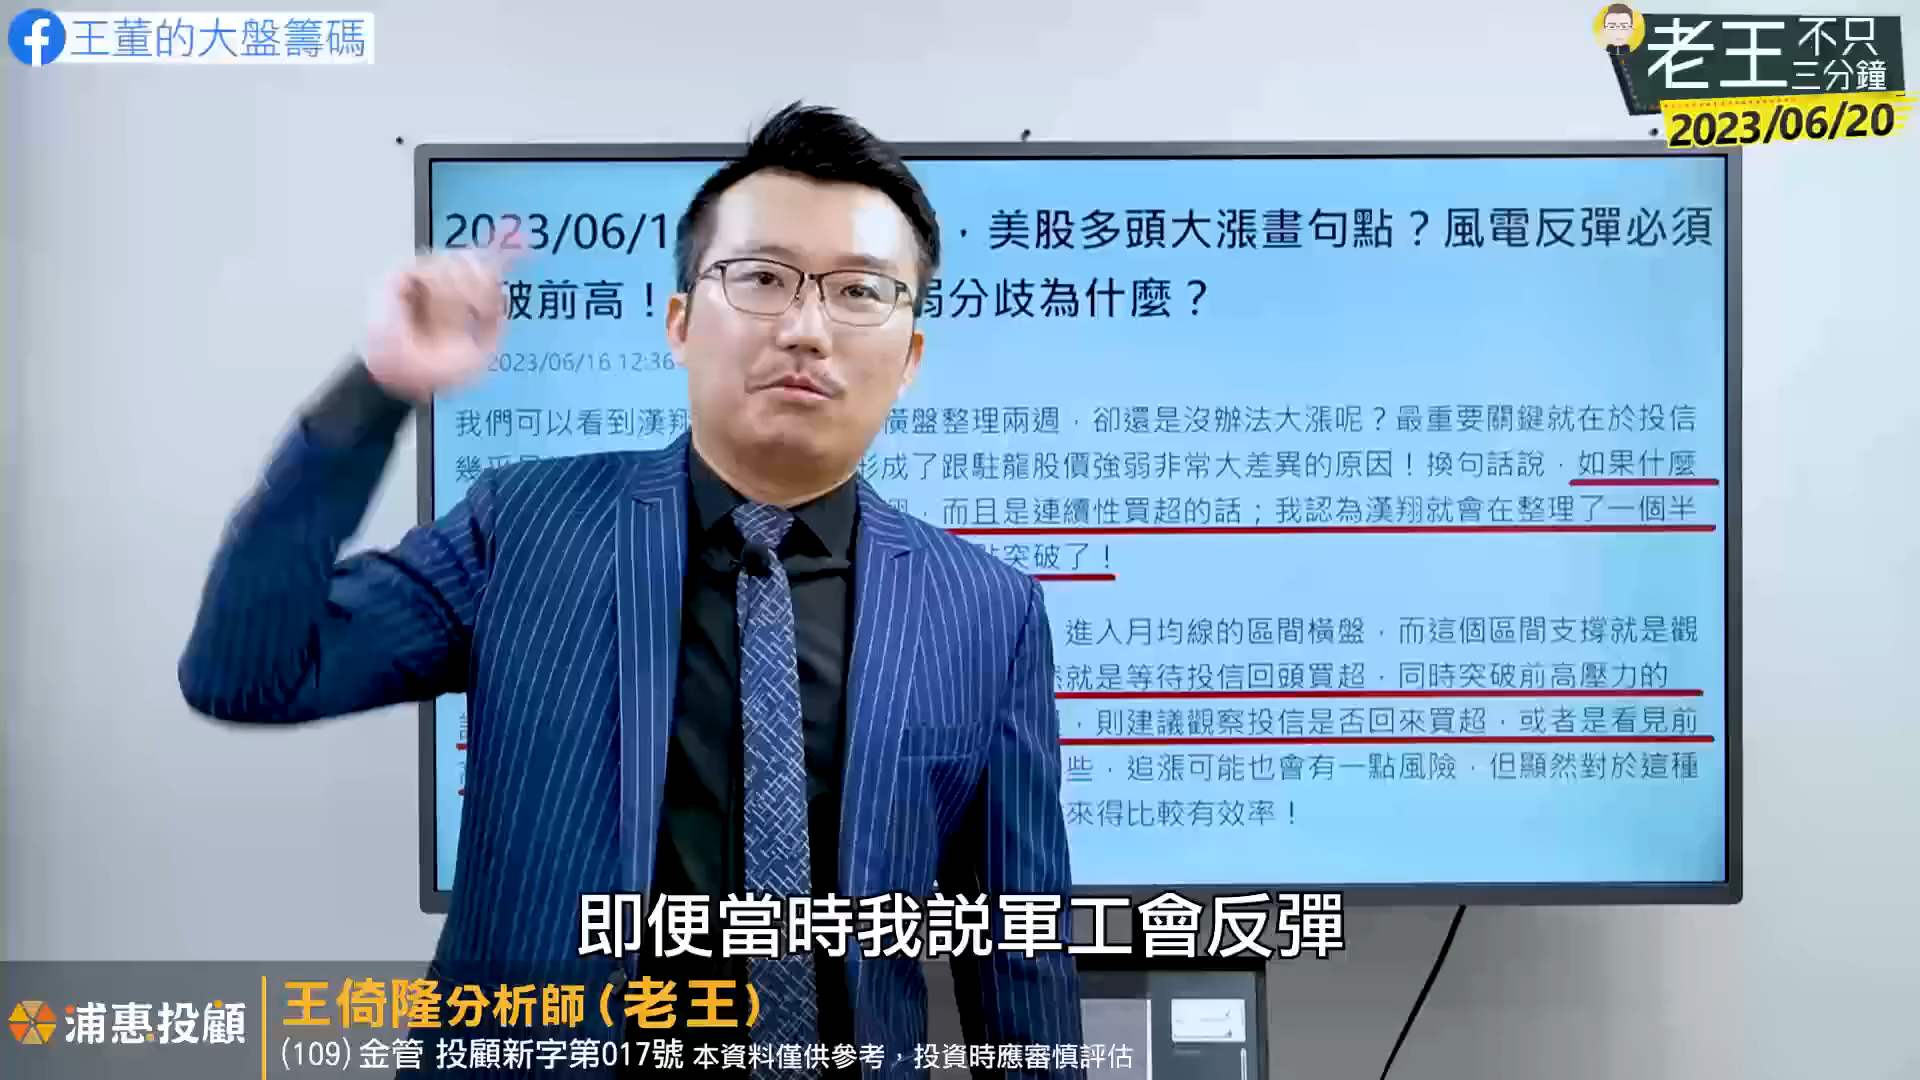 王董的大盤籌碼
老王不只三分鐘
2023/06/20
2023/06/1 ，美股多頭大漲畫句點？風電反彈必須
破前高！ 弱分歧為什麼？
2023/06/16 12:36
我們可以看到漢翔 橫盤整理兩週，卻還是沒辦法大漲呢？最重要關鍵就在於投信
幾乎 形成了跟駐龍股價強弱非常大差異的原因！換句話說，如果什麼
，而且是連續性買超的話；我認為漢翔就會在整理了一個半
突破了！
進入月均線的區間橫盤，而這個區間支撐就是觀
就是等待投信回頭買超，同時突破前高壓力的
，則建議觀察投信是否回來買超，或者是看見前
些，追漲可能也會有一點風險，但顯然對於這種
來得比較有效率！
即便當時我說軍工會反彈
浦惠投顧
王倚隆分析師(老王)
(109)金管 投顧新字第017號 本資料僅供參考，投資時應審慎評估